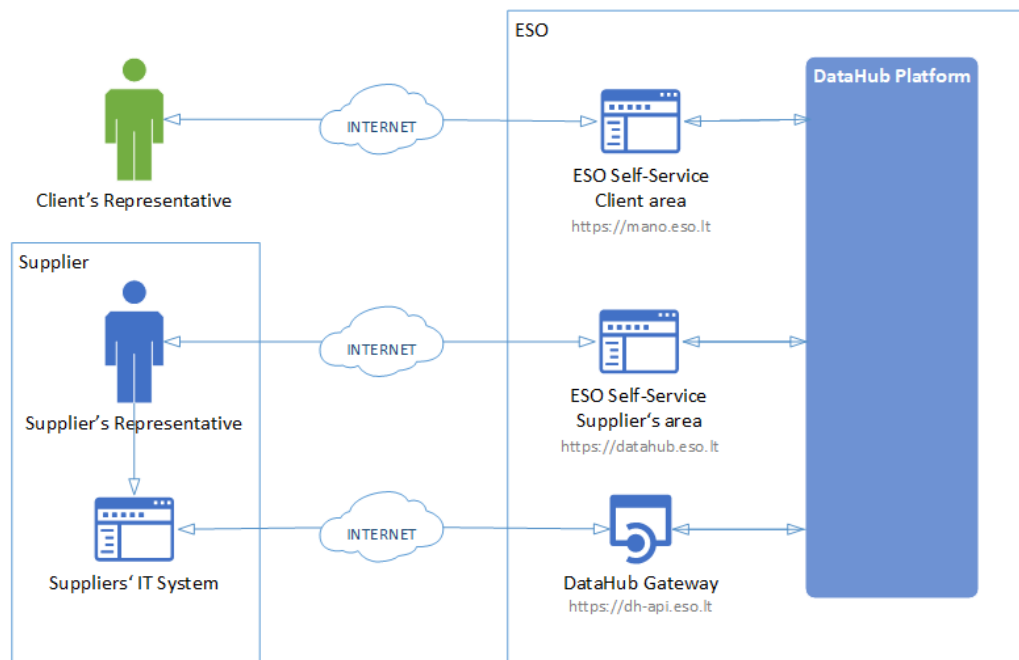 ESO
DataHub Platform
INTERNET
ESO Self-Service
Client area
https://mano.eso.lt
Client’s Representative
Supplier
INTERNET
ESO Self-Service
Supplier‘s area
https://datahub.eso.lt
Supplier’s Representative
INTERNET
Suppliers‘ IT System
DataHub Gateway
https://dh-api.eso.lt